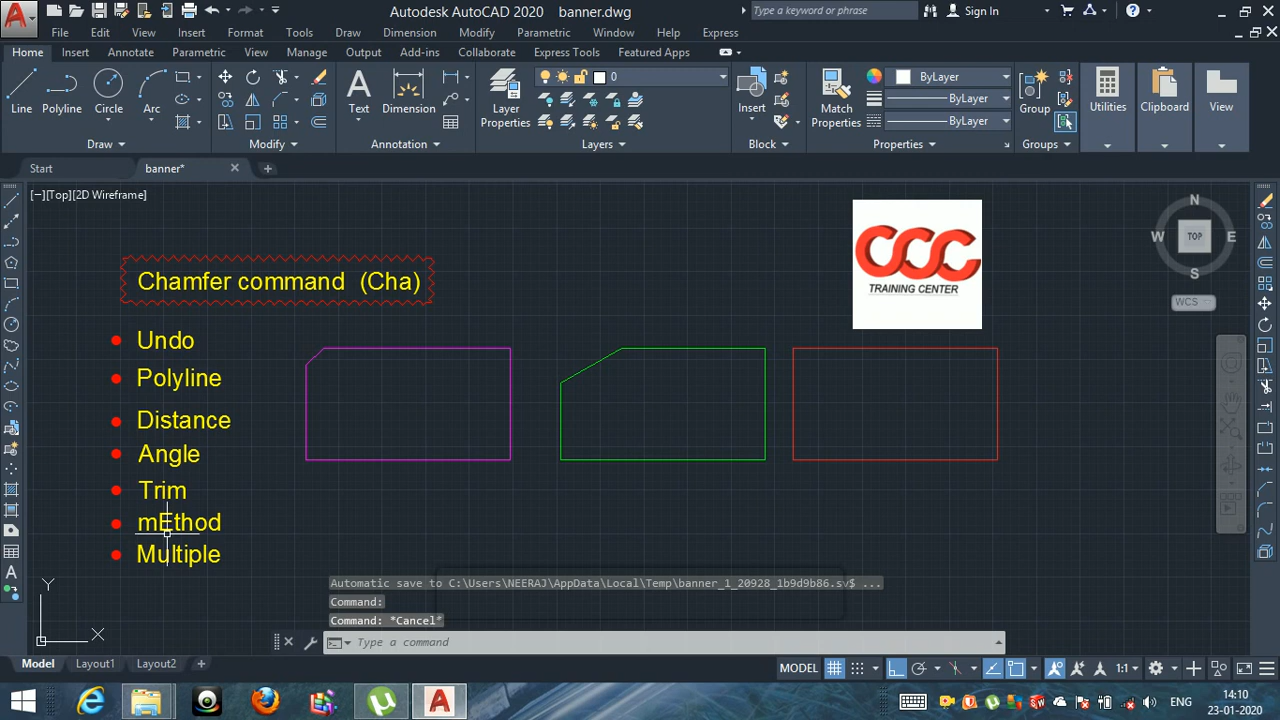 Autodesk AutoCAD 2020 banner.dwg
Type a keyword or phrase
Sign In
File Edit View Insert Format Tools Draw Dimension Modify Parametric Window Help Express
Home Insert Annotate Parametric View Manage Output Add-ins Collaborate Express Tools Featured Apps
0
ByLayer
ByLayer
ByLayer
Line Polyline Circle Arc
Text Dimension
Layer Properties
Insert
Match Properties
Group
Utilities
Clipboard
View
Draw Modify Annotation Layers Block Properties Groups
Start banner*
[−][Top][2D Wireframe]
N
W TOP E
S
WCS
CCC
TRAINING CENTER
Chamfer command (Cha)
Undo
Polyline
Distance
Angle
Trim
mEthod
Multiple
Y
X
Automatic save to C:\Users\NEERAJ\AppData\Local\Temp\banner_1_20928_1b9d9b86.sv$ ...
Command:
Command: *Cancel*
Type a command
Model Layout1 Layout2
MODEL
1:1
ENG
14:10
23-01-2020